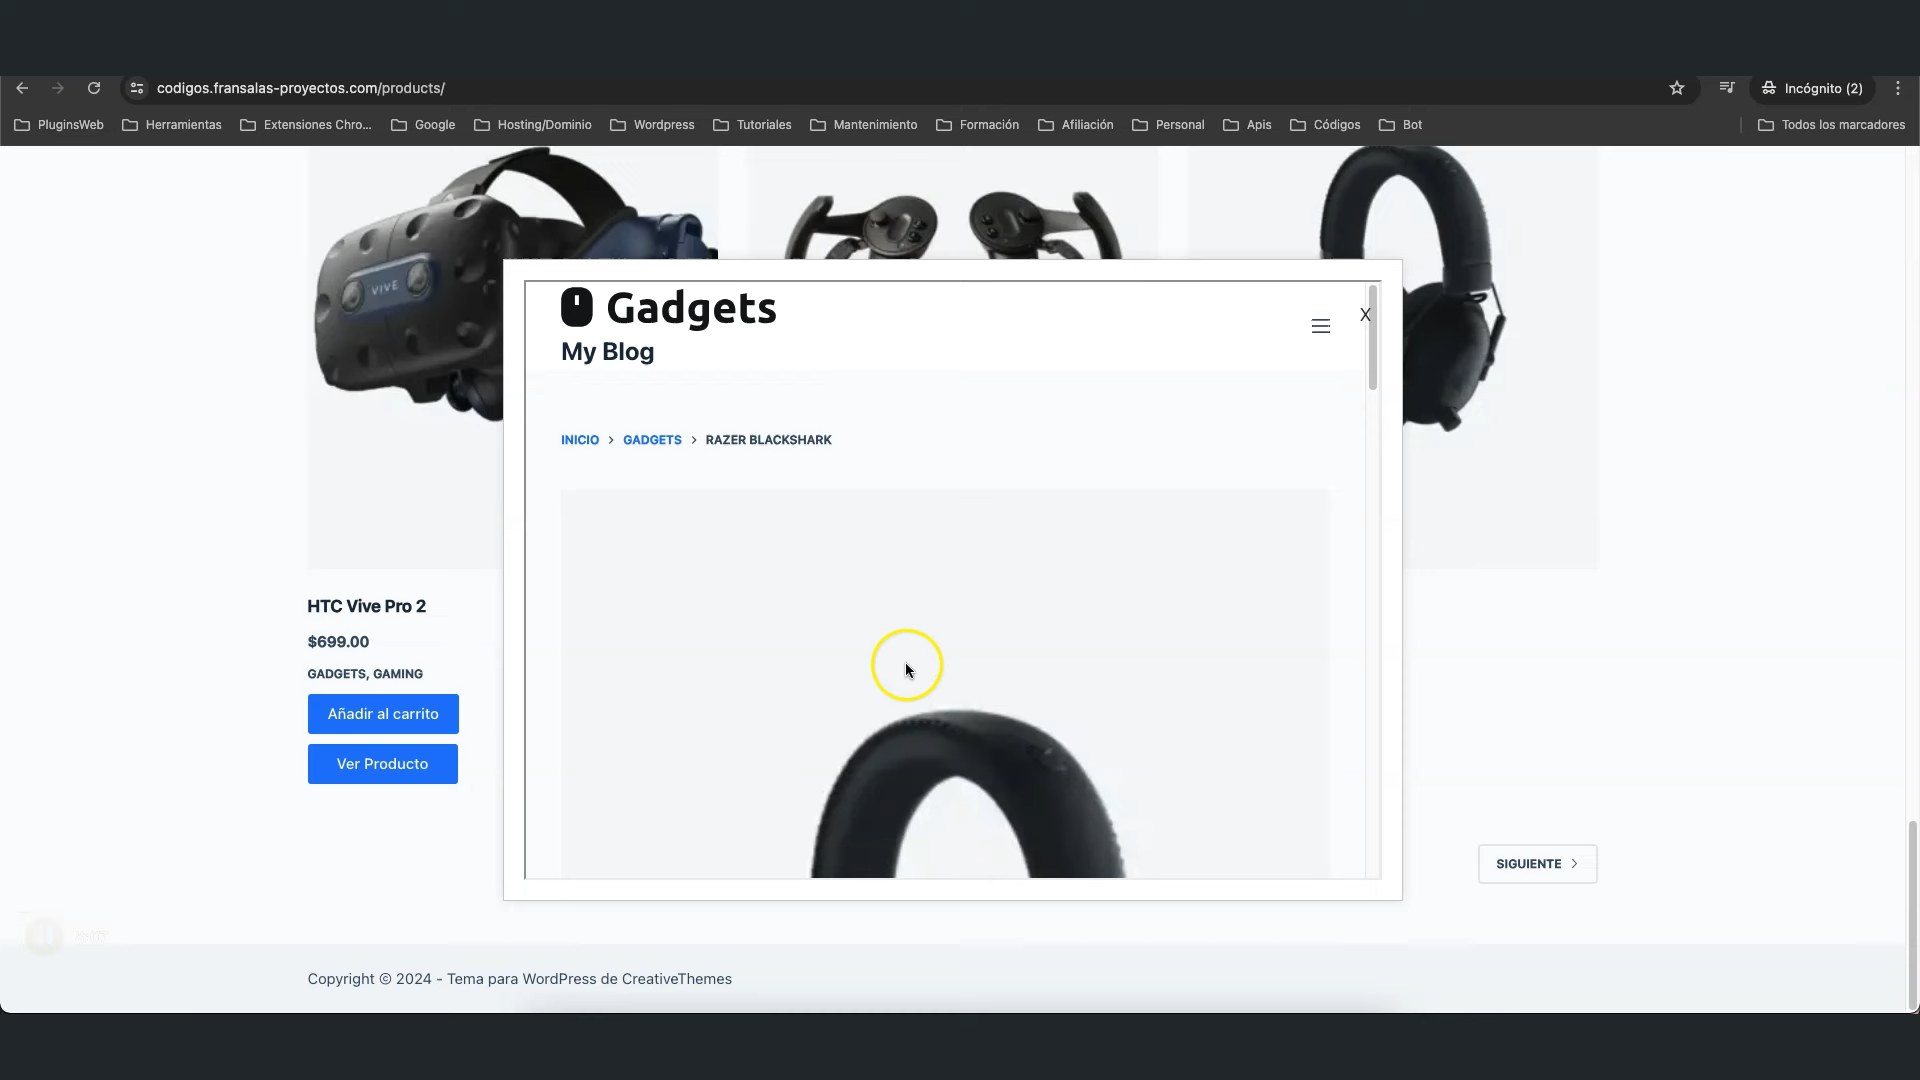 codigos.fransalas-proyectos.com/products/
Incógnito (2)
PluginsWeb
Herramientas
Extensiones Chro...
Google
Hosting/Dominio
Wordpress
Tutoriales
Mantenimiento
Formación
Afiliación
Personal
Apis
Códigos
Bot
Todos los marcadores
VIVE
Gadgets
X
My Blog
INICIO > GADGETS > RAZER BLACKSHARK
HTC Vive Pro 2
$699.00
GADGETS, GAMING
Añadir al carrito
Ver Producto
SIGUIENTE >
Copyright © 2024 - Tema para WordPress de CreativeThemes